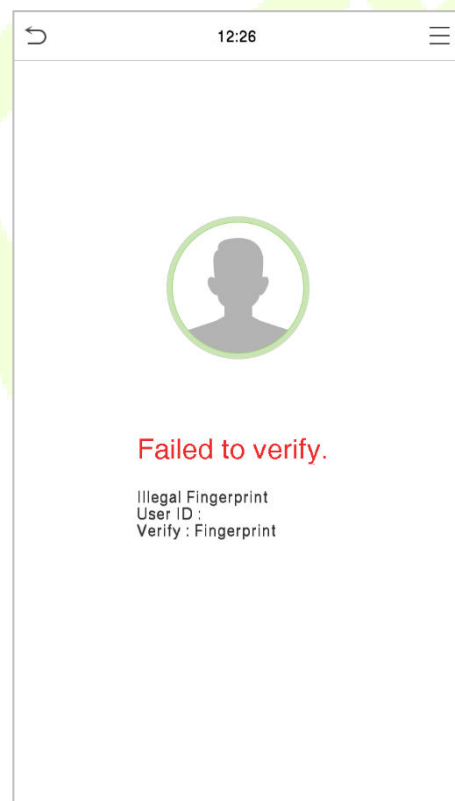 12:26
Failed to verify.
Illegal Fingerprint
User ID :
Verify : Fingerprint